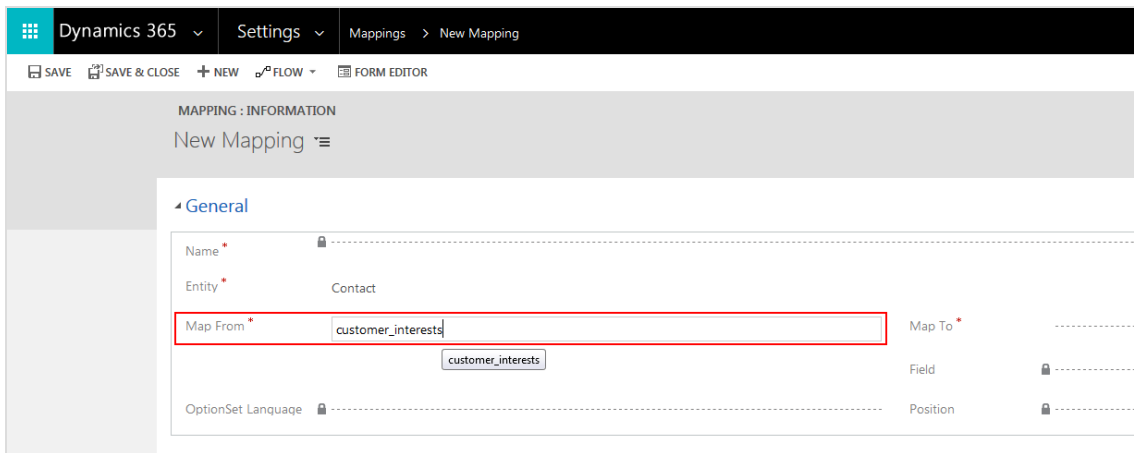 Dynamics 365 Settings Mappings > New Mapping
SAVE SAVE & CLOSE NEW FLOW FORM EDITOR
MAPPING : INFORMATION
New Mapping
General
Name *
Entity * Contact
Map From * customer_interests Map To *
customer_interests
Field
OptionSet Language Position